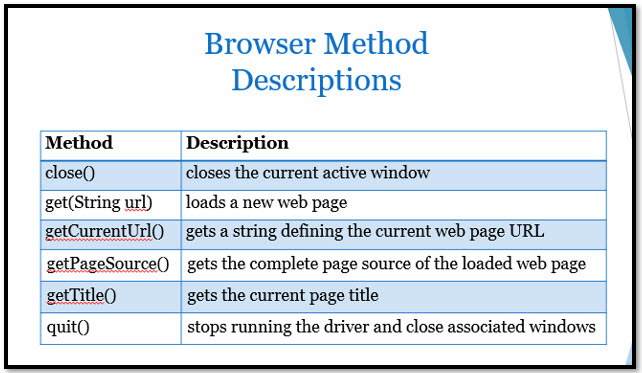 Browser Method
Descriptions
Method Description
close() closes the current active window
get(String url) loads a new web page
getCurrentUrl() gets a string defining the current web page URL
getPageSource() gets the complete page source of the loaded web page
getTitle() gets the current page title
quit() stops running the driver and close associated windows